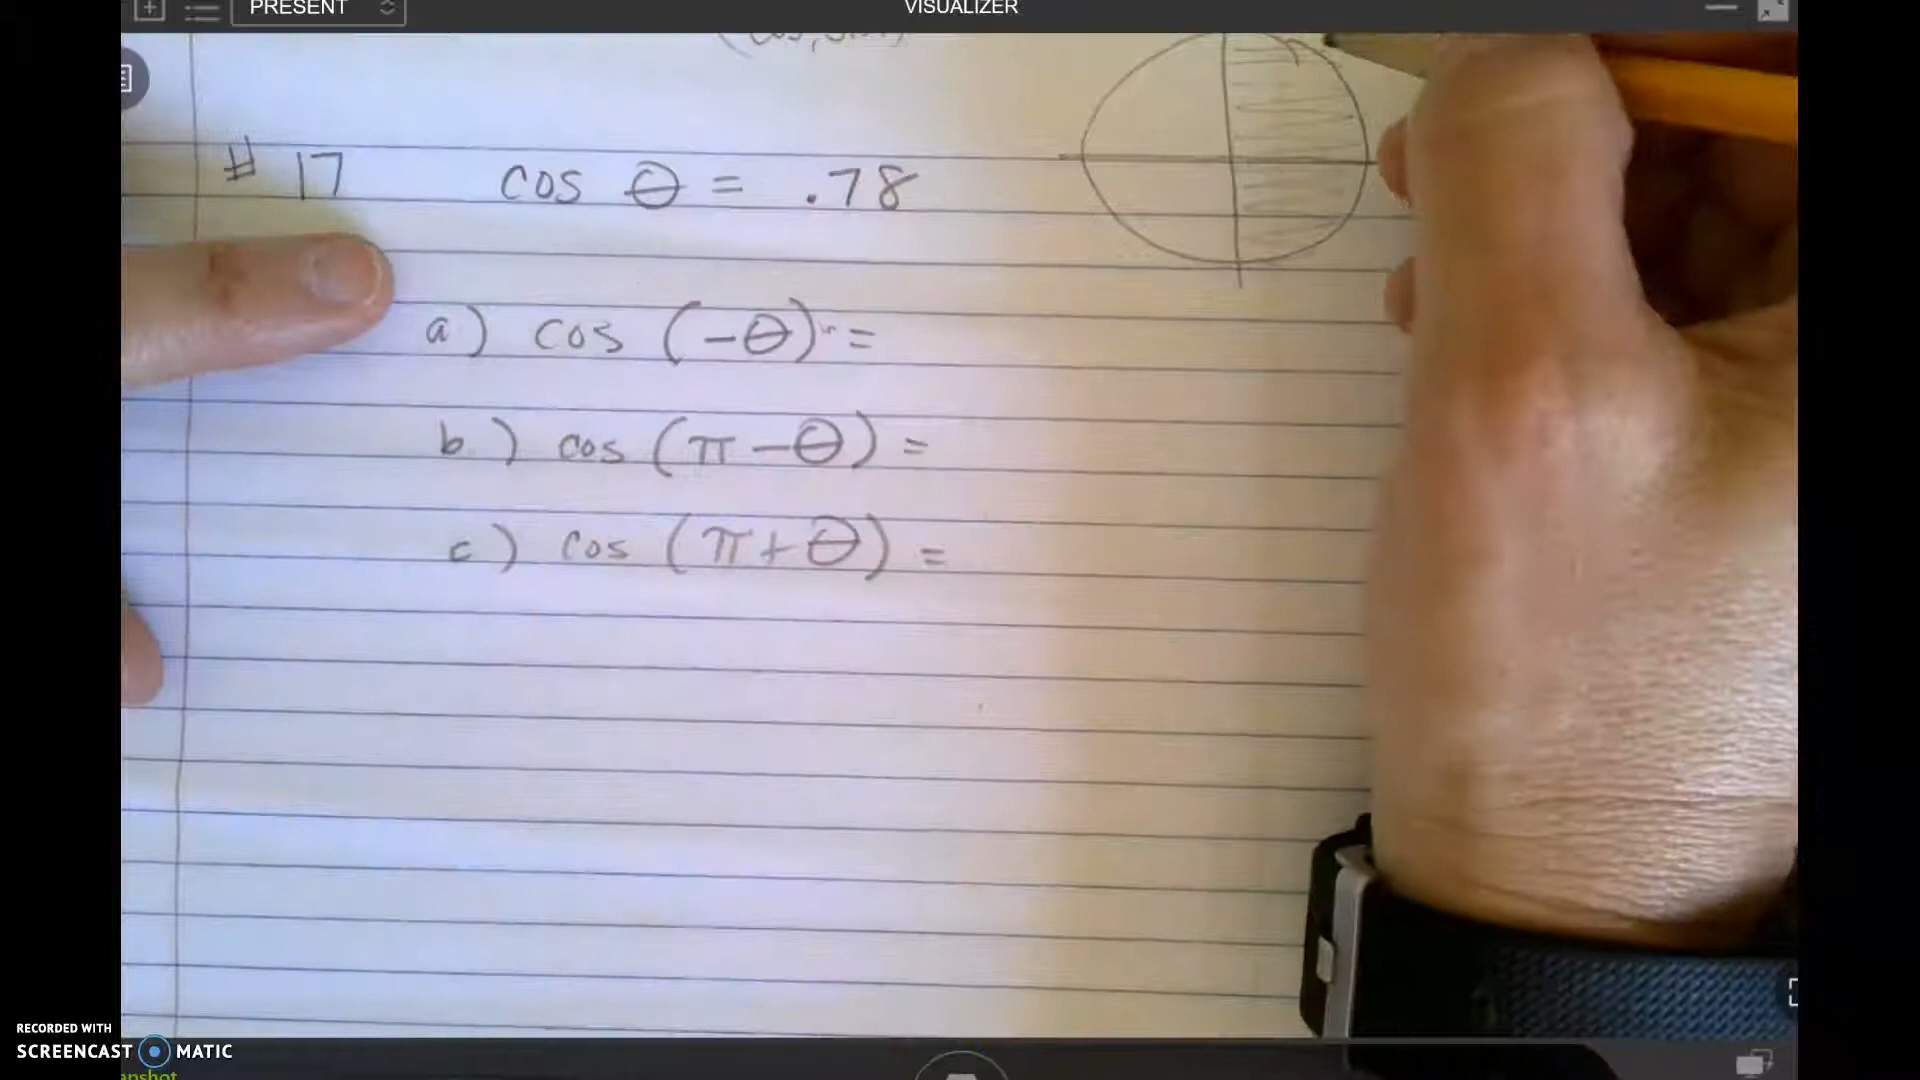 PRESENT
VISUALIZER
# 17 cos θ = .78
a) cos (-θ) =
b) cos (π - θ) =
c) cos (π + θ) =
RECORDED WITH
SCREENCAST MATIC